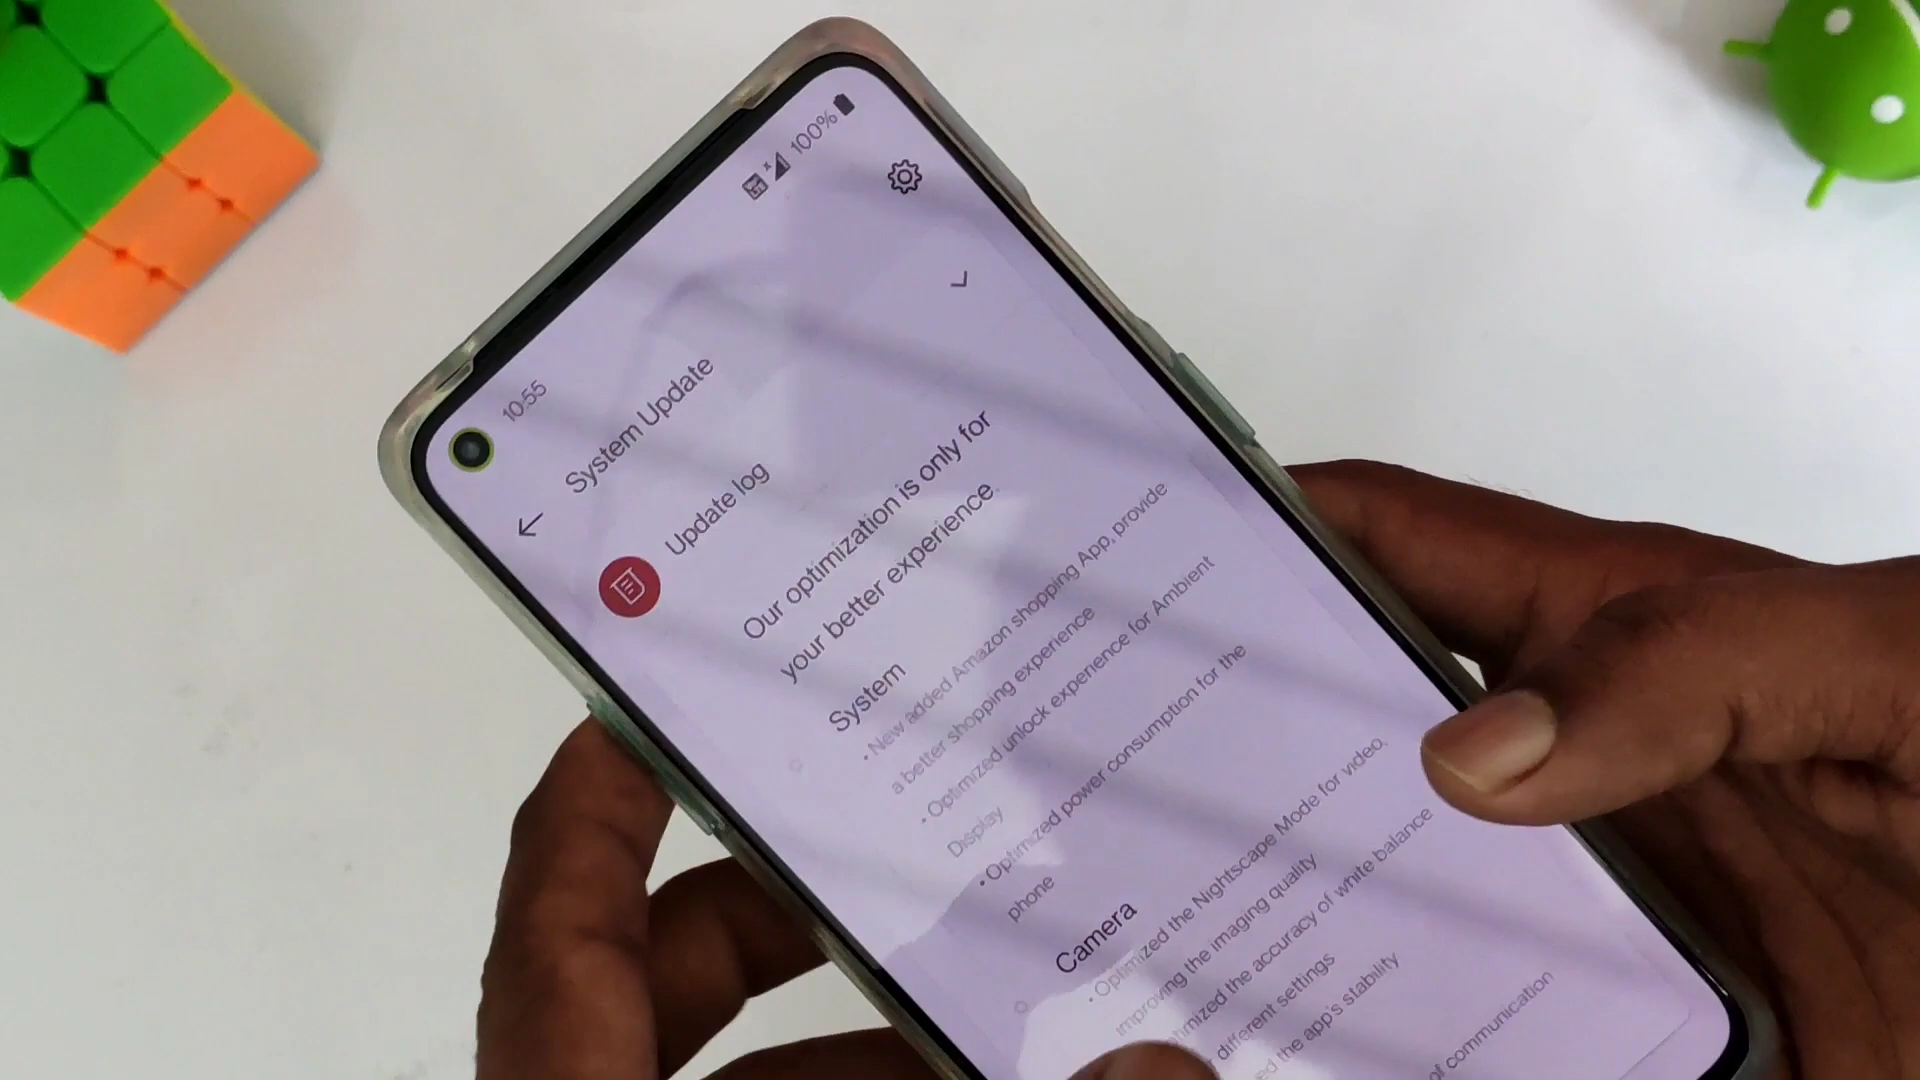 10:55
100%
System Update
Update log
Our optimization is only for
your better experience
System
• New added Amazon shopping App, provide
a better shopping experience
• Optimized unlock experience for Ambient
Display
• Optimized power consumption for the
phone
Camera
• Optimized the Nightscape Mode for video,
improving the imaging quality
timized the accuracy of white balance
different settings
ed the app's stability
of communication